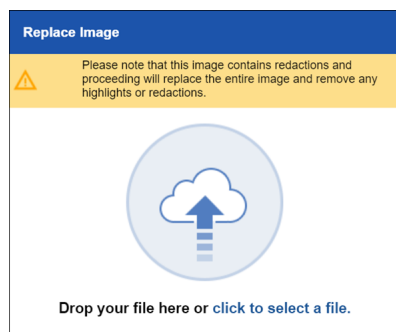 Replace Image
Please note that this image contains redactions and
proceeding will replace the entire image and remove any
highlights or redactions.
Drop your file here or click to select a file.